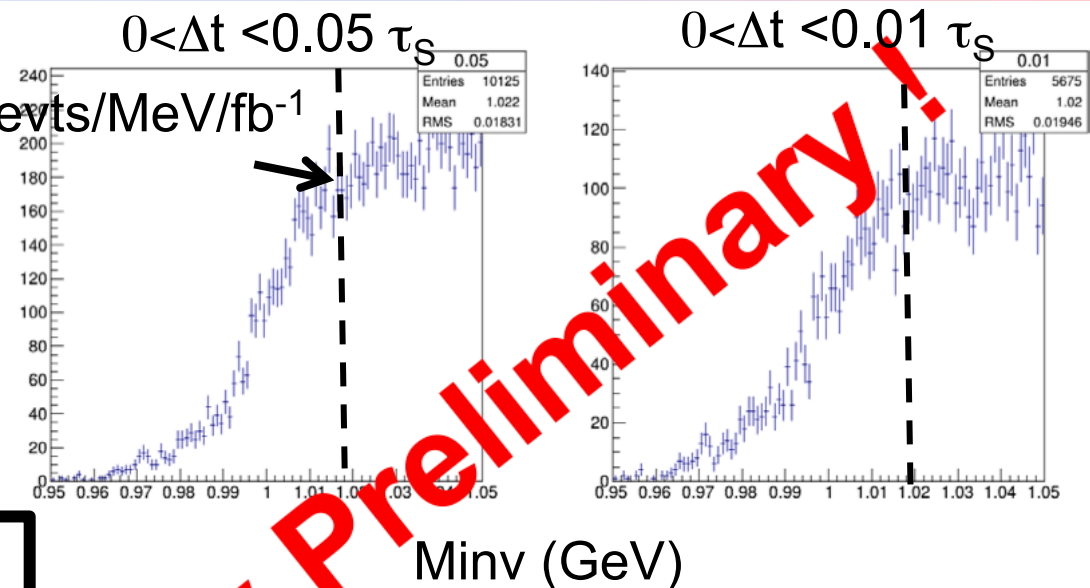 0<Δt <0.05 τS
0<Δt <0.01 τS
0.05
Entries 10125
Mean 1.022
RMS 0.01831
0.01
Entries 5675
Mean 1.02
RMS 0.01946
evts/MeV/fb-1
240
200
180
160
140
120
100
80
60
40
20
0
0.95 0.96 0.97 0.98 0.99 1 1.01
140
120
100
80
60
40
20
0.95 0.96 0.97 0.98 0.99 1 1.01 1.02 1.03 1.04 1.05
Preliminary !
Minv (GeV)